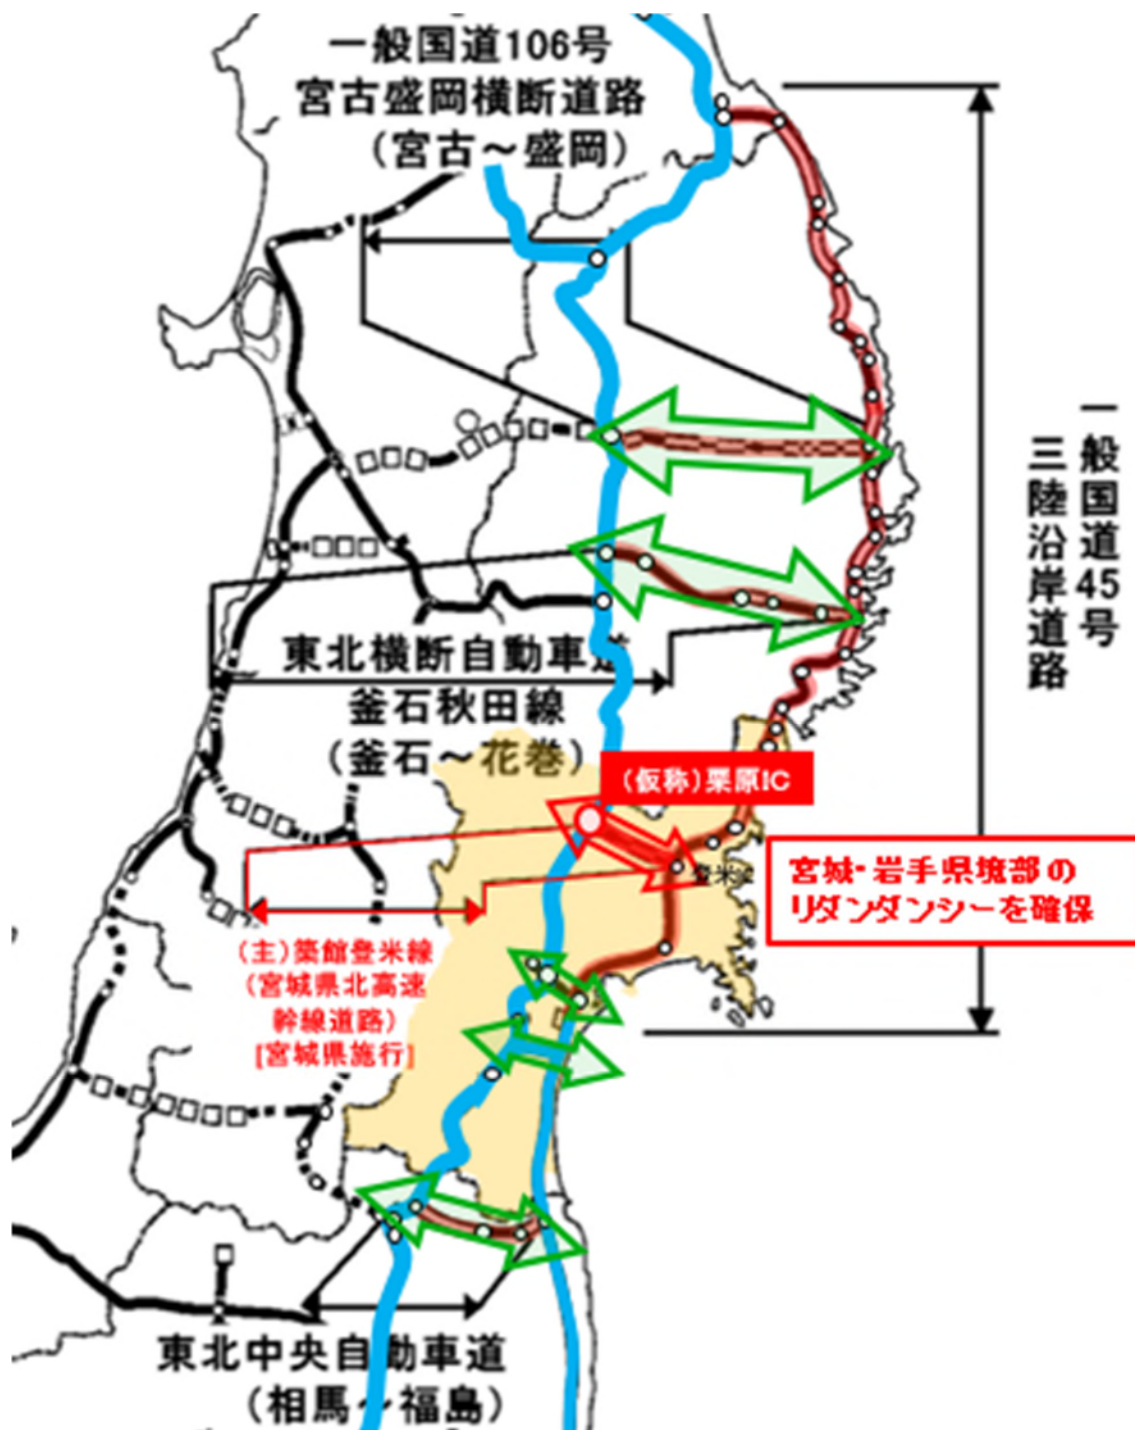 一般国道106号
宮古盛岡横断道路
（宮古～盛岡）
一般国道45号
三陸沿岸道路
東北横断自動車道
釜石秋田線
（釜石～花巻）
（仮称）栗原IC
登米IC
宮城・岩手県境部の
リダンダンシーを確保
（主）築館登米線
（宮城県北高速
幹線道路）
[宮城県施行]
東北中央自動車道
（相馬～福島）